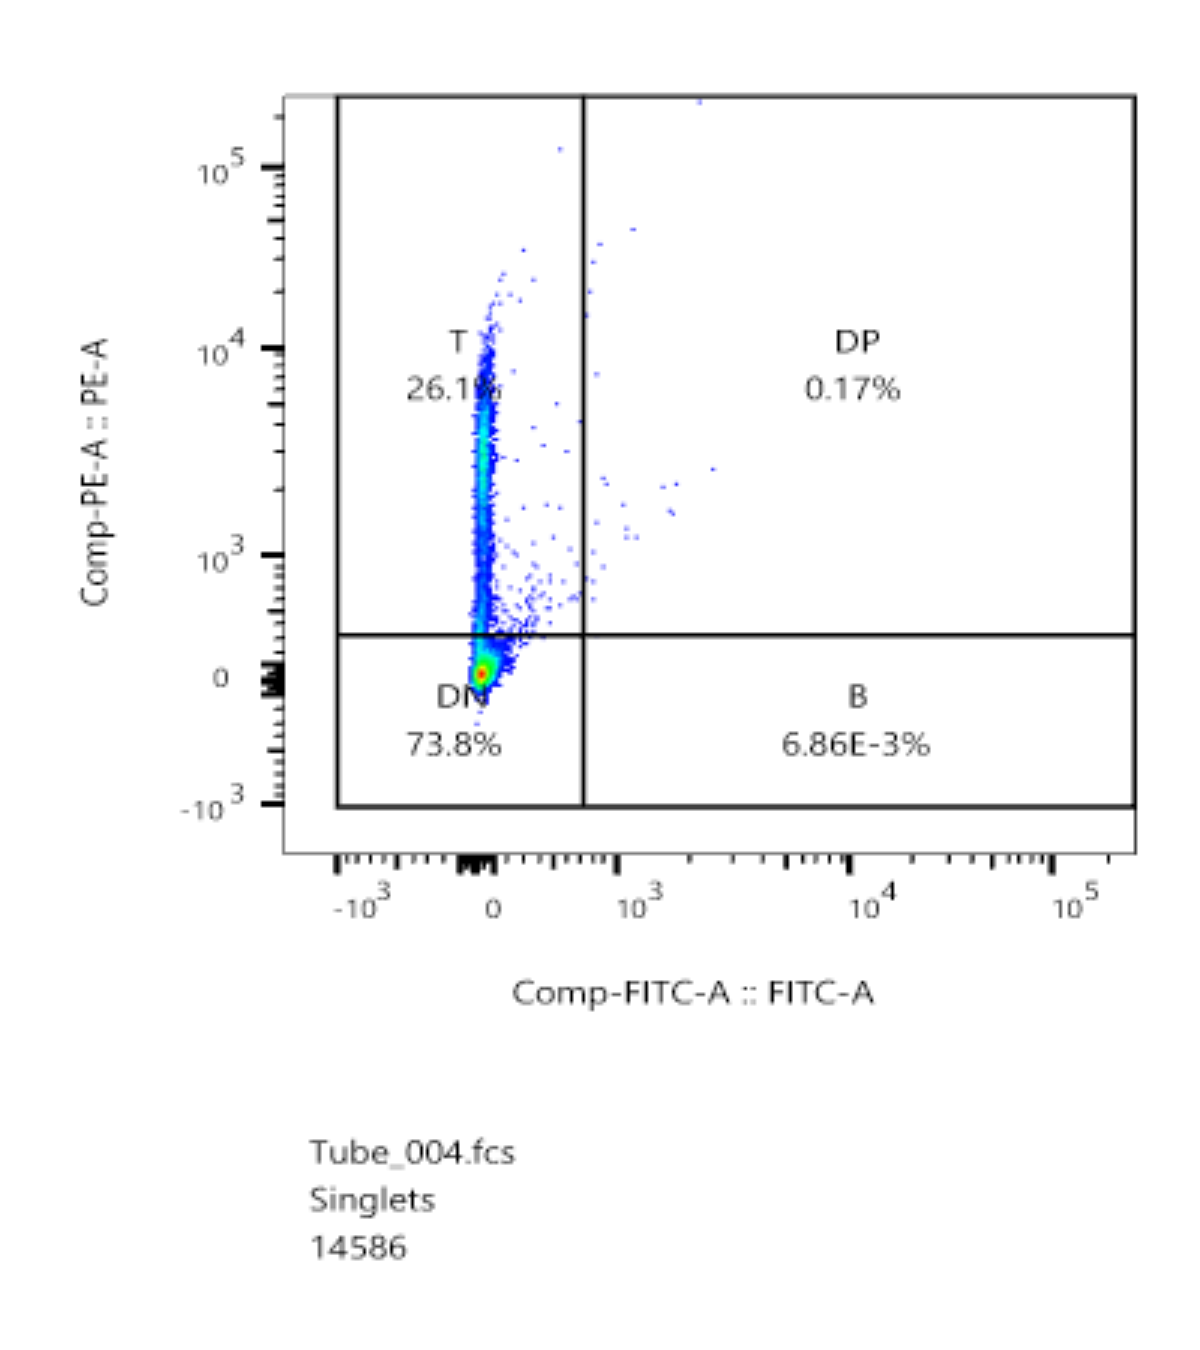 Comp-PE-A :: PE-A
10^5
10^4
10^3
0
-10^3
T
26.1%
DP
0.17%
DN
73.8%
B
6.86E-3%
-10^3 0 10^3 10^4 10^5
Comp-FITC-A :: FITC-A
Tube_004.fcs
Singlets
14586